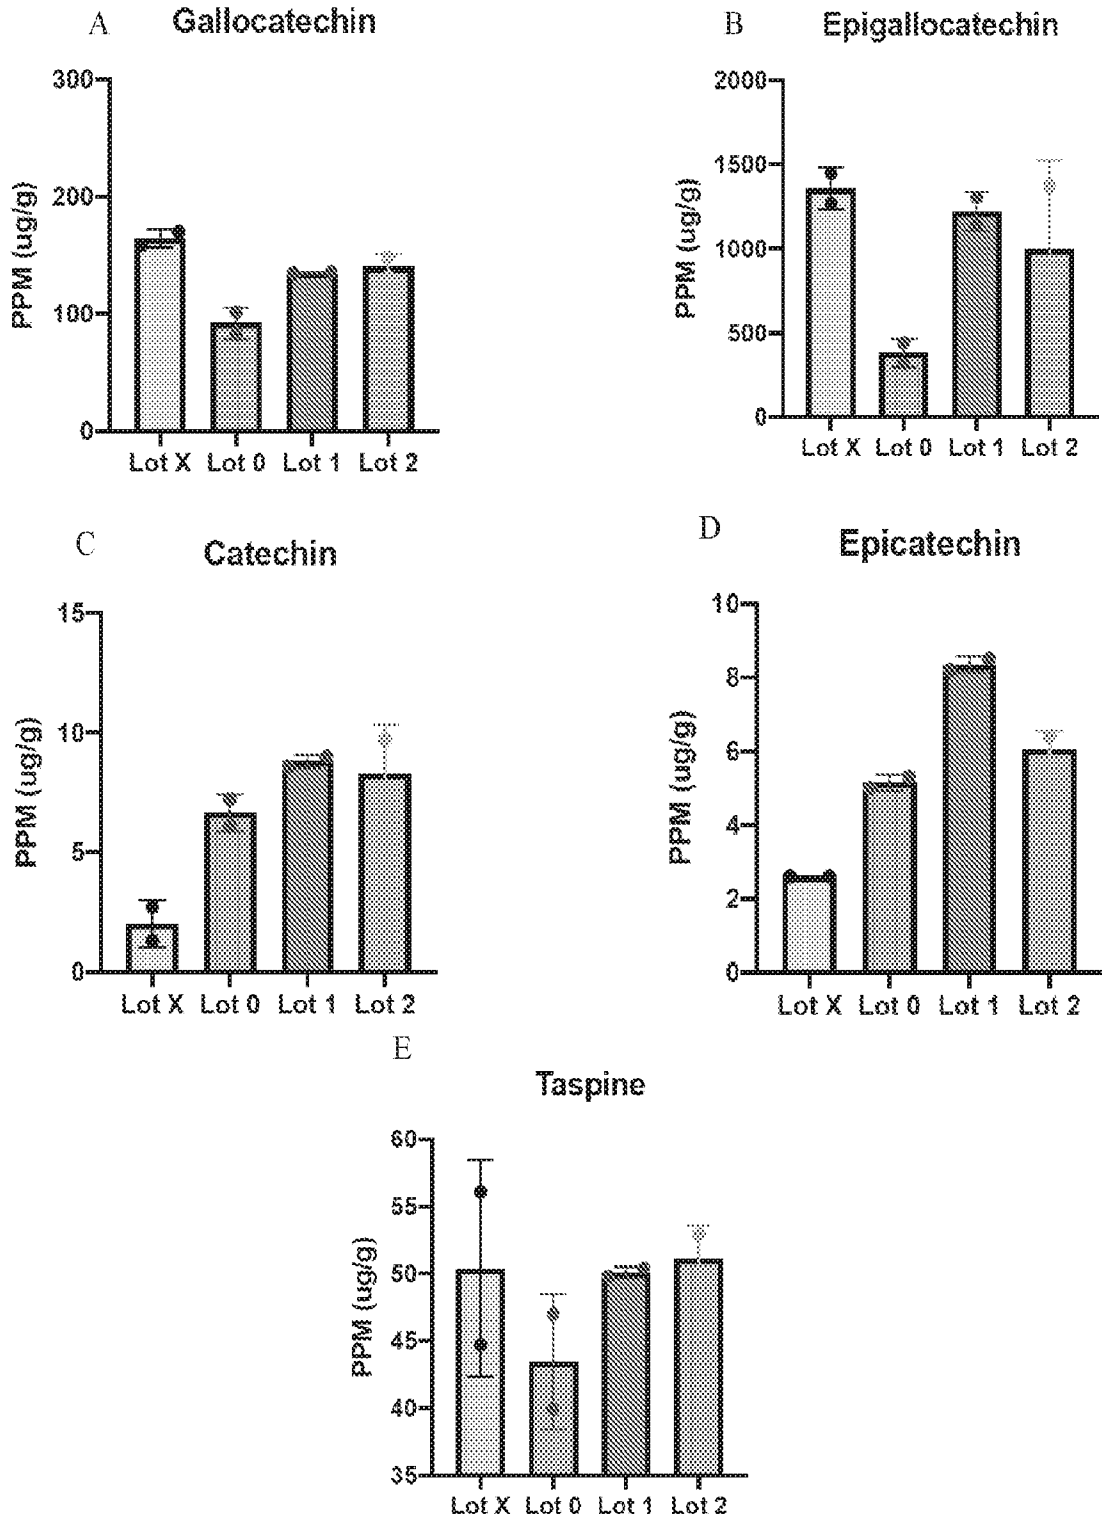 A
Gallocatechin
300
200
100
0
PPM (ug/g)
Lot X Lot 0 Lot 1 Lot 2
B
Epigallocatechin
2000
1500
1000
500
0
PPM (ug/g)
Lot X Lot 0 Lot 1 Lot 2
C
Catechin
15
10
5
0
PPM (ug/g)
Lot X Lot 0 Lot 1 Lot 2
D
Epicatechin
10
8
6
4
2
0
PPM (ug/g)
Lot X Lot 0 Lot 1 Lot 2
E
Taspine
60
55
50
45
40
35
PPM (ug/g)
Lot X Lot 0 Lot 1 Lot 2